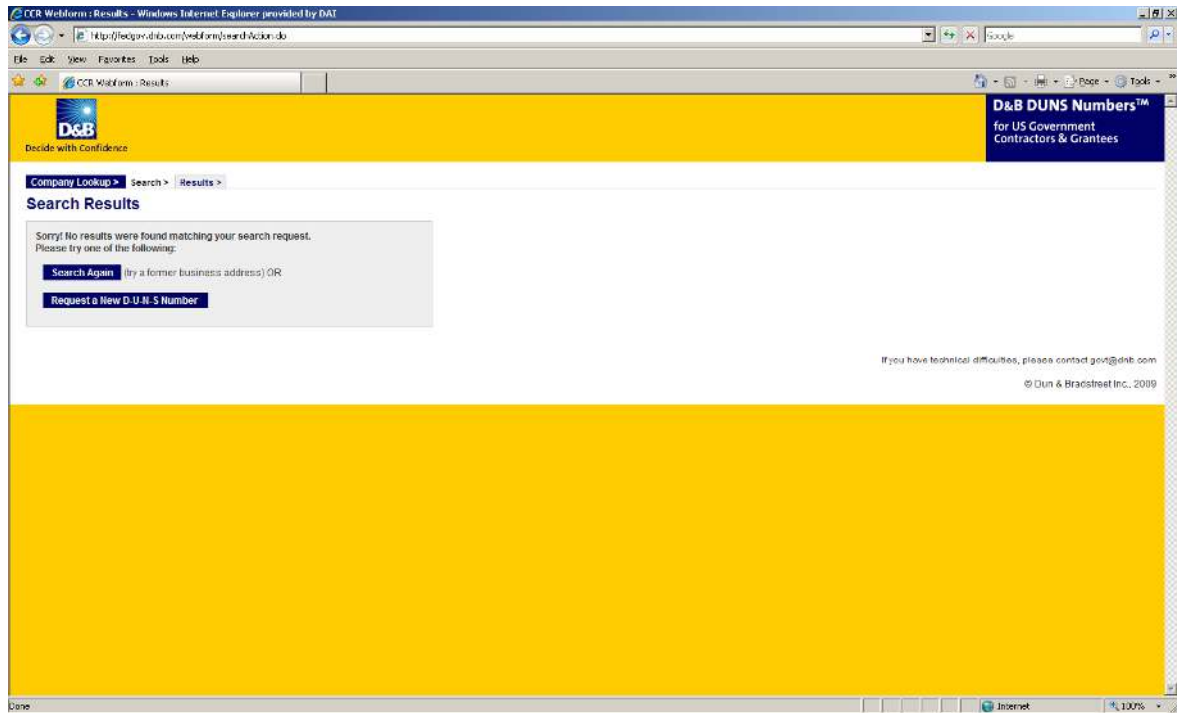 CCR Webform : Results - Windows Internet Explorer provided by DAI
http://fedgov.dnb.com/webform/searchAction.do
Google
File Edit View Favorites Tools Help
CCR Webform : Results
Page Tools
D&B
Decide with Confidence
D&B DUNS Numbers™
for US Government
Contractors & Grantees
Company Lookup > Search > Results >
Search Results
Sorry! No results were found matching your search request.
Please try one of the following:
Search Again (try a former business address) OR
Request a New D-U-N-S Number
If you have technical difficulties, please contact govt@dnb.com
© Dun & Bradstreet Inc., 2009
Done
Internet
100%